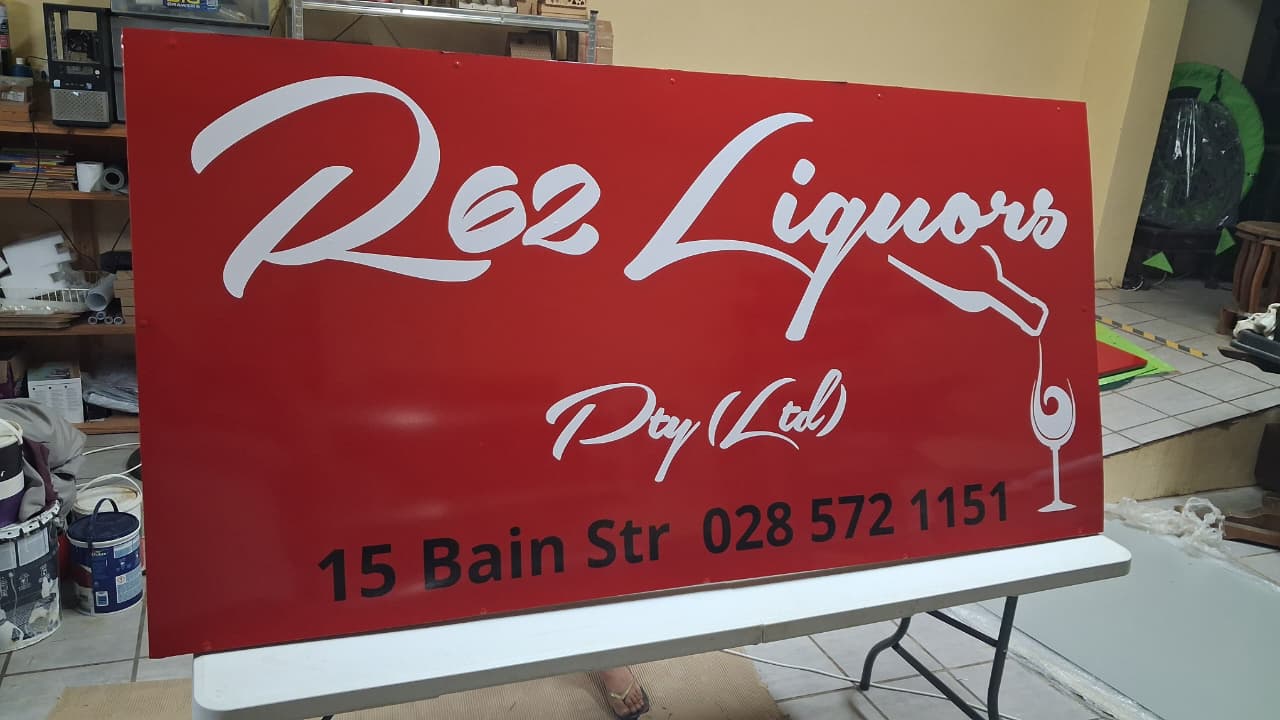 R62 Liquors
Pty (Ltd)
15 Bain Str 028 572 1151